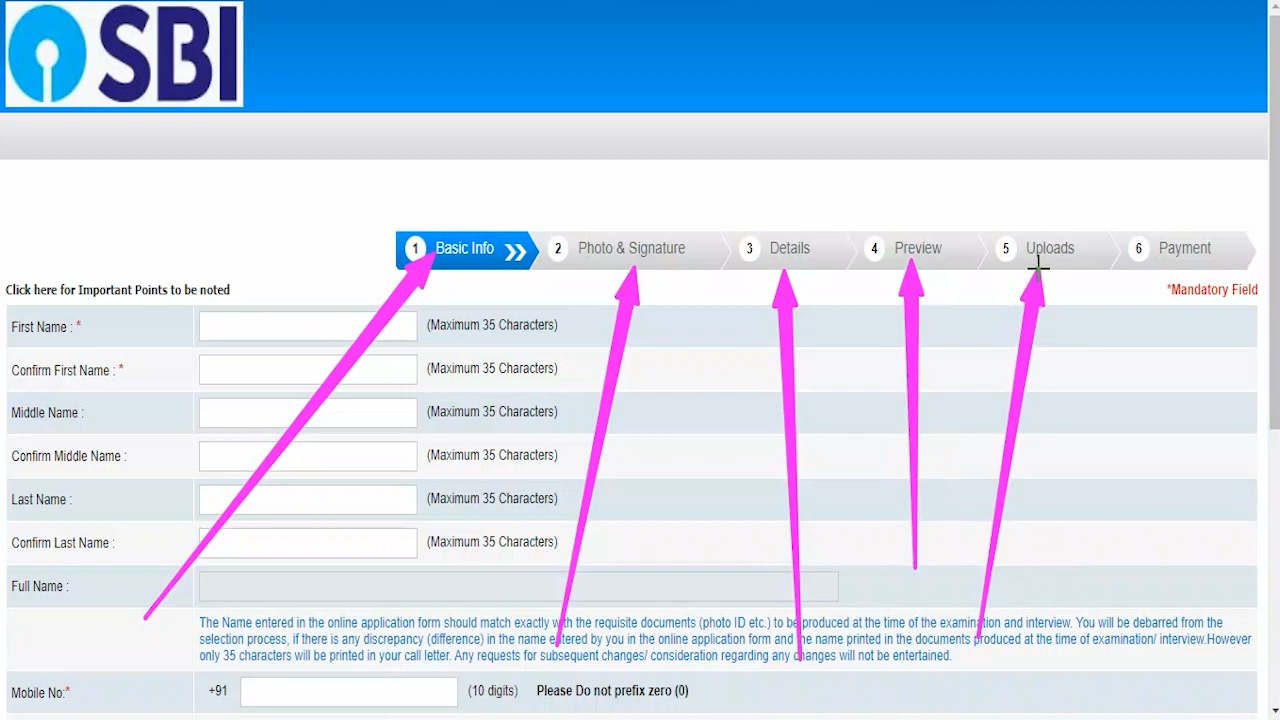 SBI
1 Basic Info 2 Photo & Signature 3 Details 4 Preview 5 Uploads 6 Payment
Click here for Important Points to be noted *Mandatory Field
First Name : * (Maximum 35 Characters)
Confirm First Name : * (Maximum 35 Characters)
Middle Name : (Maximum 35 Characters)
Confirm Middle Name : (Maximum 35 Characters)
Last Name : (Maximum 35 Characters)
Confirm Last Name : (Maximum 35 Characters)
Full Name :
The Name entered in the online application form should match exactly with the requisite documents (photo ID etc.) to be produced at the time of the examination and interview. You will be debarred from the
selection process, if there is any discrepancy (difference) in the name entered by you in the online application form and the name printed in the documents produced at the time of examination/ interview.However
only 35 characters will be printed in your call letter. Any requests for subsequent changes/ consideration regarding any changes will not be entertained.
Mobile No:* +91 (10 digits) Please Do not prefix zero (0)